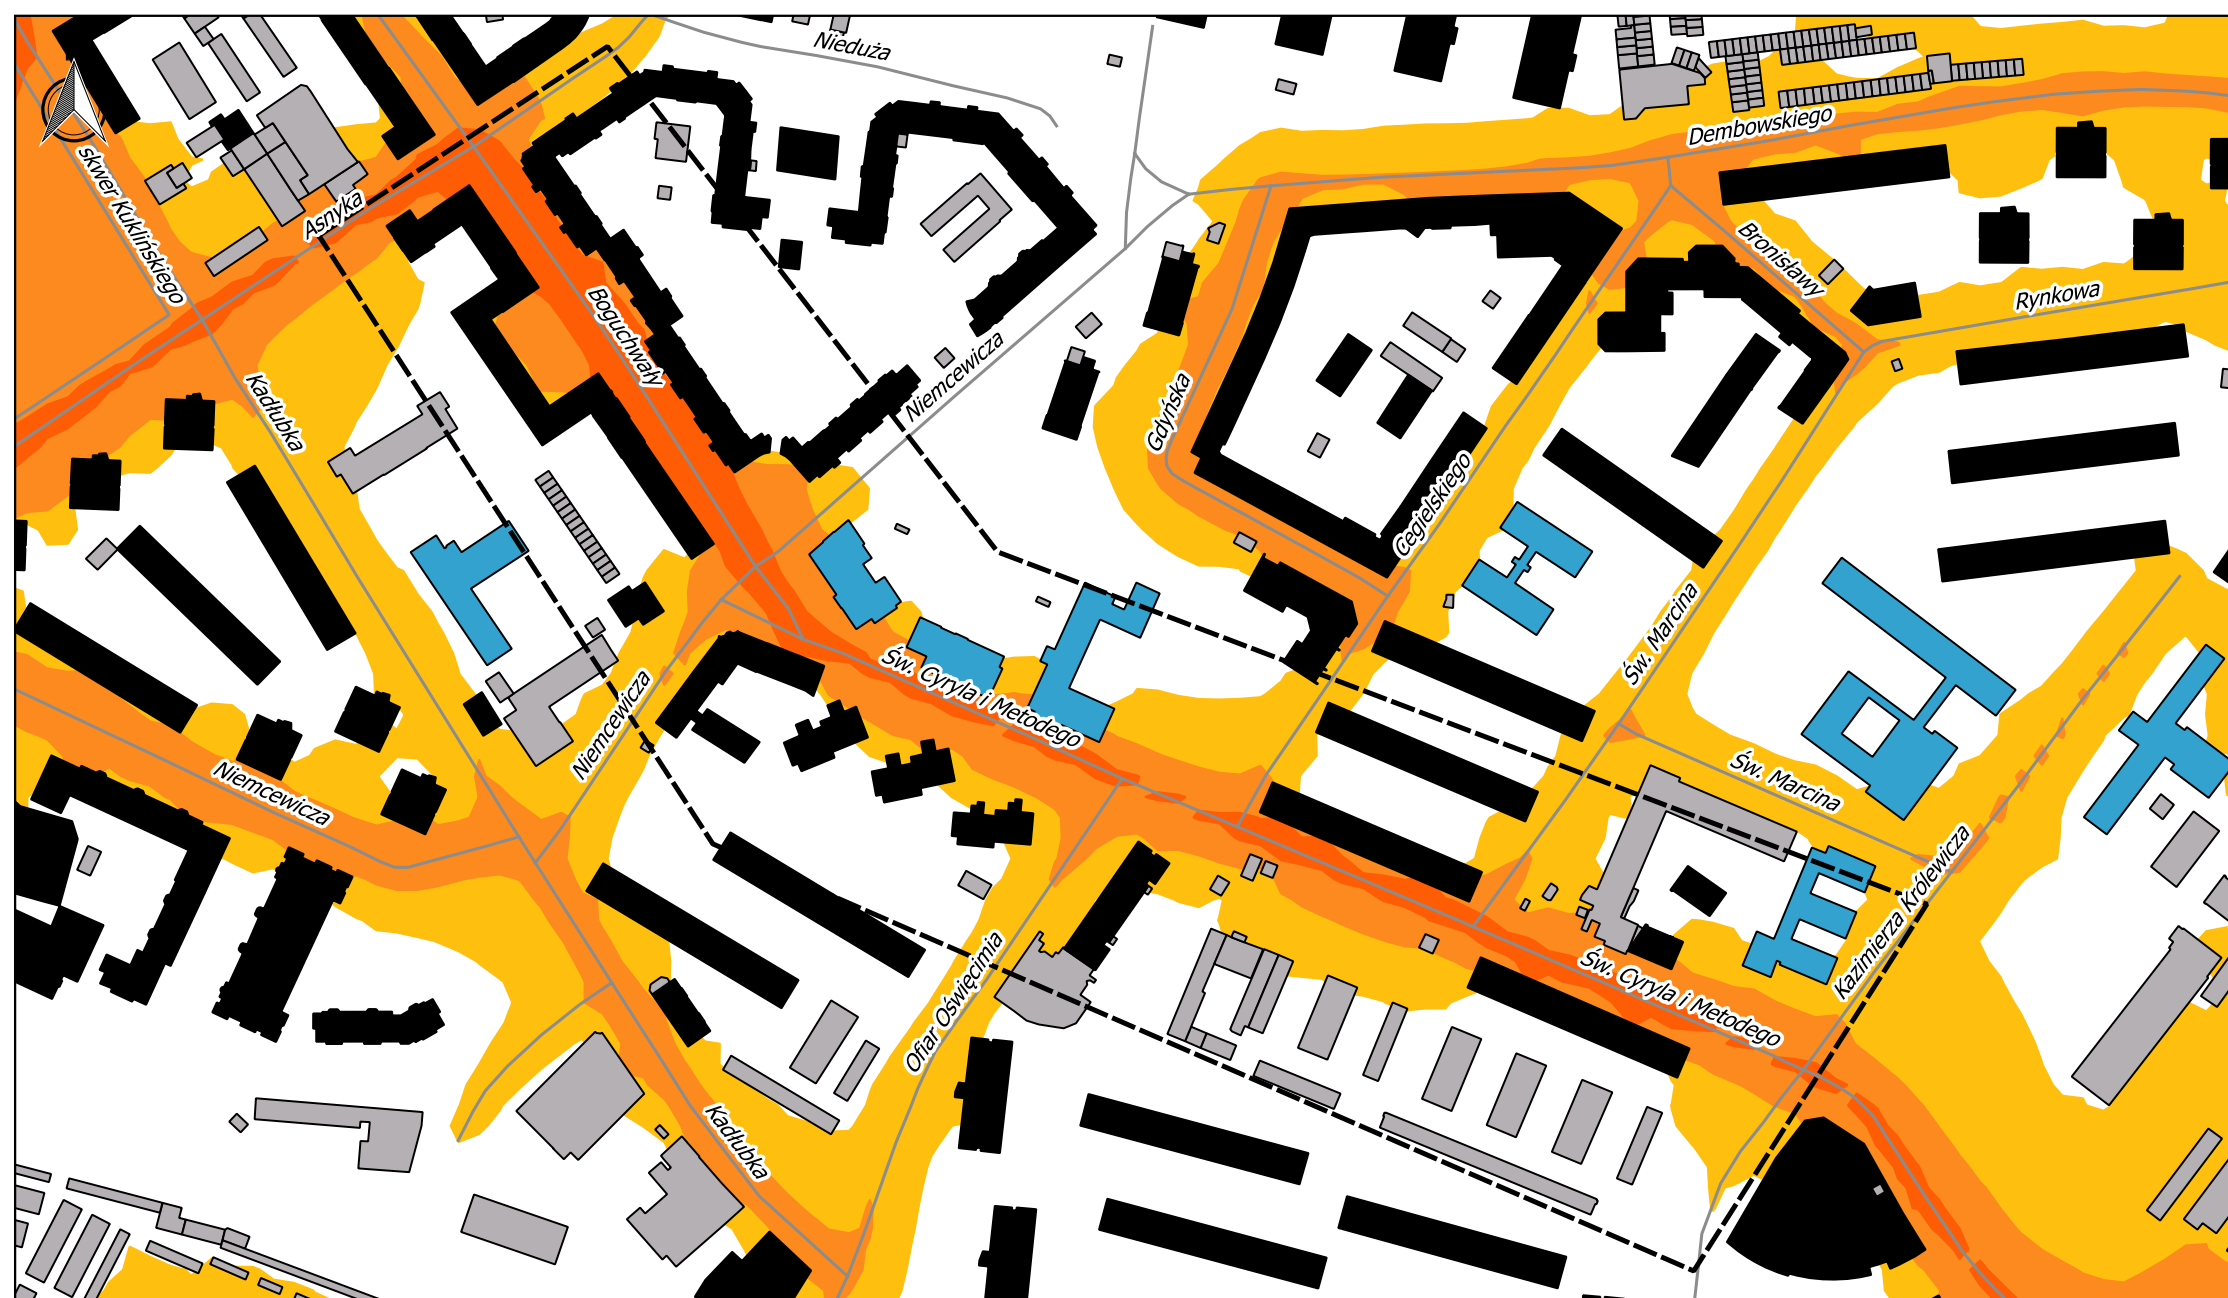 Nieduża
Dembowskiego
skwer Kuklińskiego
Asnyka
Bronisławy
Rynkowa
Boguchwały
Kadłubka
Niemcewicza
Gdyńska
Cegielskiego
Św. Marcina
Św. Cyryla i Metodego
Niemcewicza
Niemcewicza
Św. Marcina
Kazimierza Królewicza
Ofiar Oświęcimia
Św. Cyryla i Metodego
Kadłubka